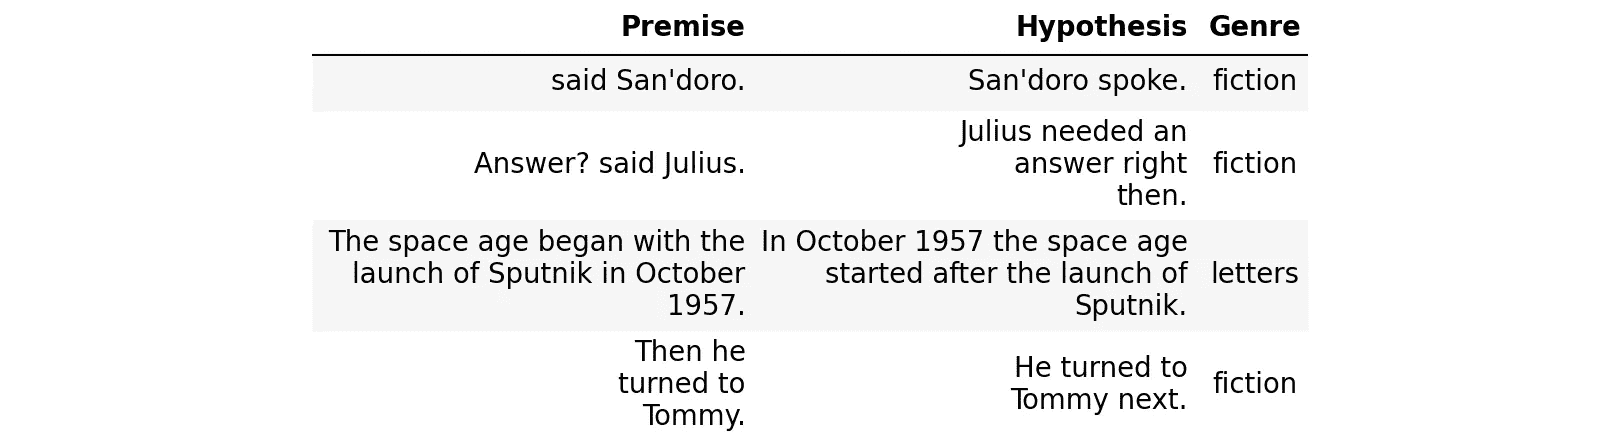 Premise Hypothesis Genre
said San'doro. San'doro spoke. fiction
Answer? said Julius. Julius needed an answer right then. fiction
The space age began with the launch of Sputnik in October 1957. In October 1957 the space age started after the launch of Sputnik. letters
Then he turned to Tommy. He turned to Tommy next. fiction